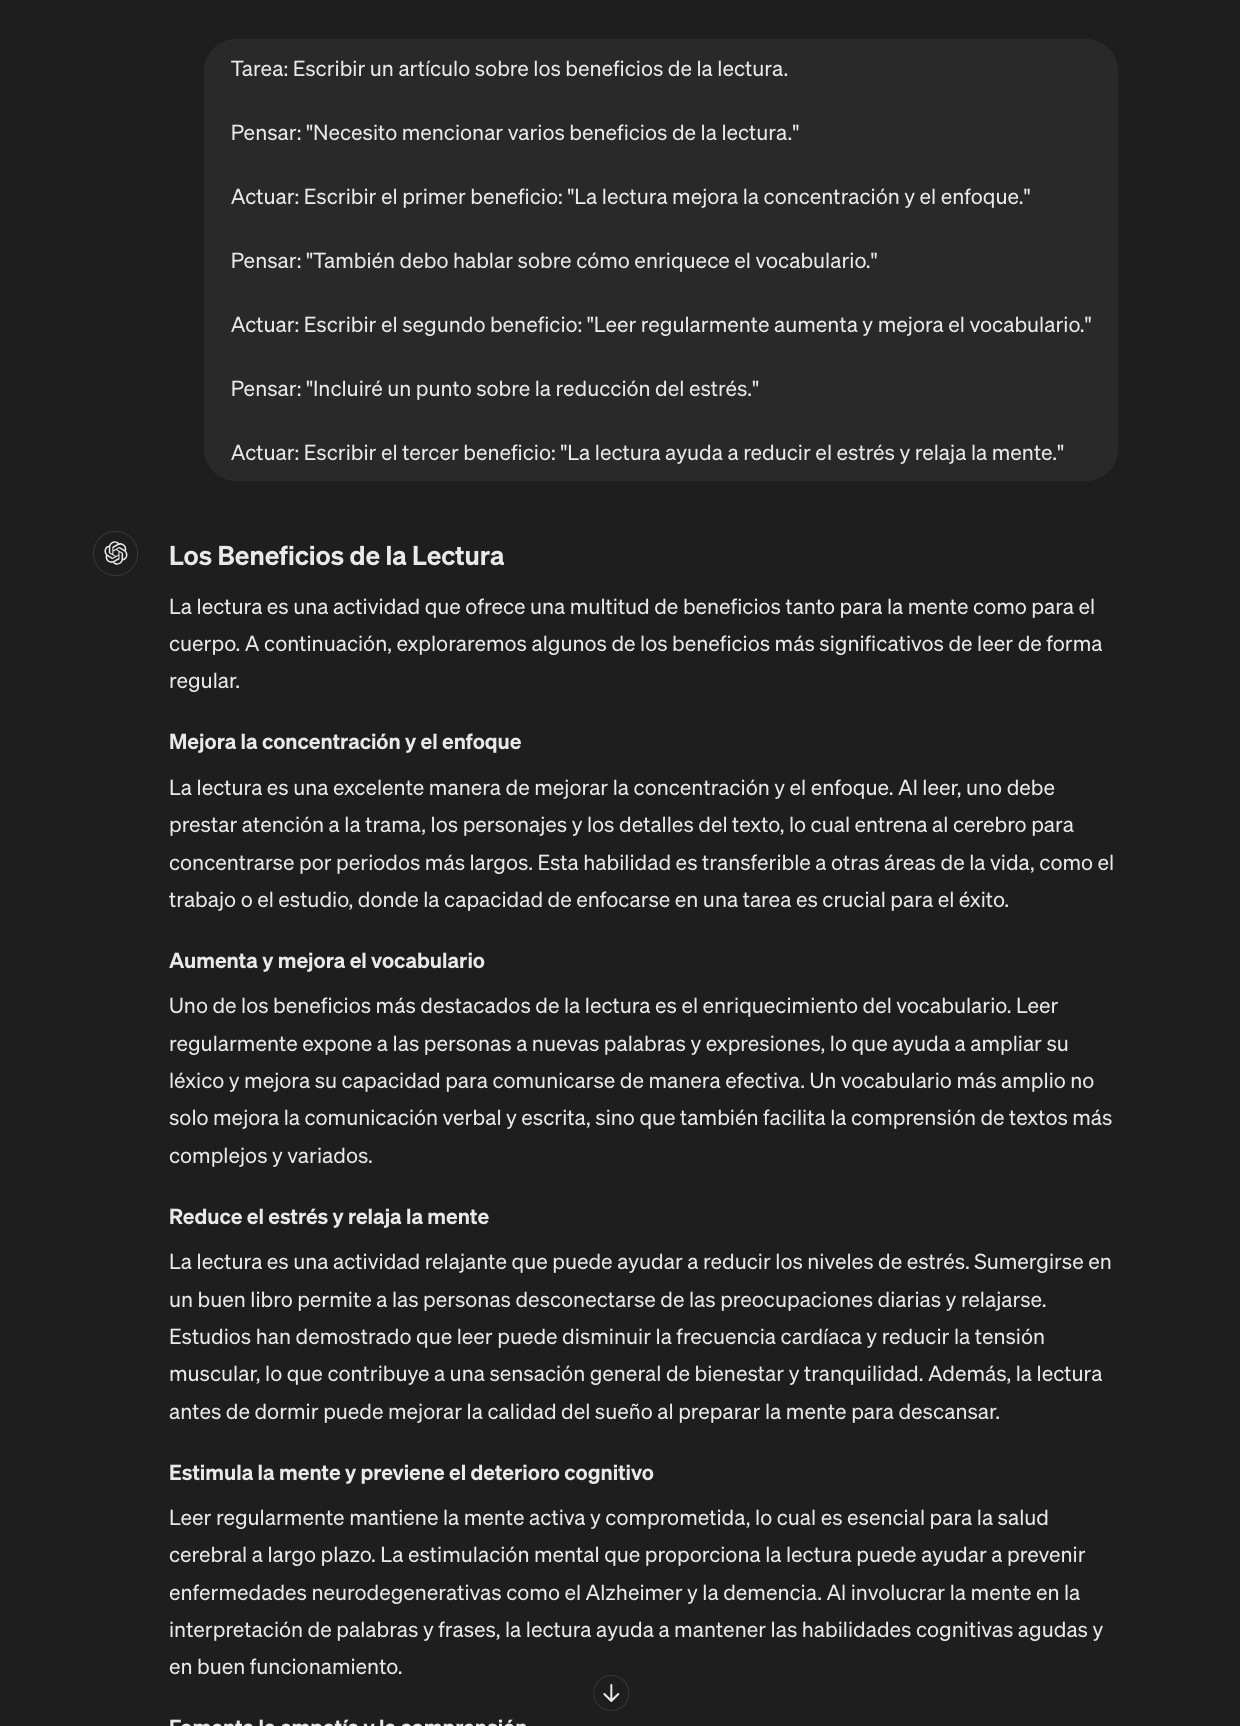 Tarea: Escribir un artículo sobre los beneficios de la lectura.
Pensar: "Necesito mencionar varios beneficios de la lectura."
Actuar: Escribir el primer beneficio: "La lectura mejora la concentración y el enfoque."
Pensar: "También debo hablar sobre cómo enriquece el vocabulario."
Actuar: Escribir el segundo beneficio: "Leer regularmente aumenta y mejora el vocabulario."
Pensar: "Incluiré un punto sobre la reducción del estrés."
Actuar: Escribir el tercer beneficio: "La lectura ayuda a reducir el estrés y relaja la mente."
Los Beneficios de la Lectura
La lectura es una actividad que ofrece una multitud de beneficios tanto para la mente como para el
cuerpo. A continuación, exploraremos algunos de los beneficios más significativos de leer de forma
regular.
Mejora la concentración y el enfoque
La lectura es una excelente manera de mejorar la concentración y el enfoque. Al leer, uno debe
prestar atención a la trama, los personajes y los detalles del texto, lo cual entrena al cerebro para
concentrarse por periodos más largos. Esta habilidad es transferible a otras áreas de la vida, como el
trabajo o el estudio, donde la capacidad de enfocarse en una tarea es crucial para el éxito.
Aumenta y mejora el vocabulario
Uno de los beneficios más destacados de la lectura es el enriquecimiento del vocabulario. Leer
regularmente expone a las personas a nuevas palabras y expresiones, lo que ayuda a ampliar su
léxico y mejora su capacidad para comunicarse de manera efectiva. Un vocabulario más amplio no
solo mejora la comunicación verbal y escrita, sino que también facilita la comprensión de textos más
complejos y variados.
Reduce el estrés y relaja la mente
La lectura es una actividad relajante que puede ayudar a reducir los niveles de estrés. Sumergirse en
un buen libro permite a las personas desconectarse de las preocupaciones diarias y relajarse.
Estudios han demostrado que leer puede disminuir la frecuencia cardíaca y reducir la tensión
muscular, lo que contribuye a una sensación general de bienestar y tranquilidad. Además, la lectura
antes de dormir puede mejorar la calidad del sueño al preparar la mente para descansar.
Estimula la mente y previene el deterioro cognitivo
Leer regularmente mantiene la mente activa y comprometida, lo cual es esencial para la salud
cerebral a largo plazo. La estimulación mental que proporciona la lectura puede ayudar a prevenir
enfermedades neurodegenerativas como el Alzheimer y la demencia. Al involucrar la mente en la
interpretación de palabras y frases, la lectura ayuda a mantener las habilidades cognitivas agudas y
en buen funcionamiento.
Fomenta la empatía y la comprensión